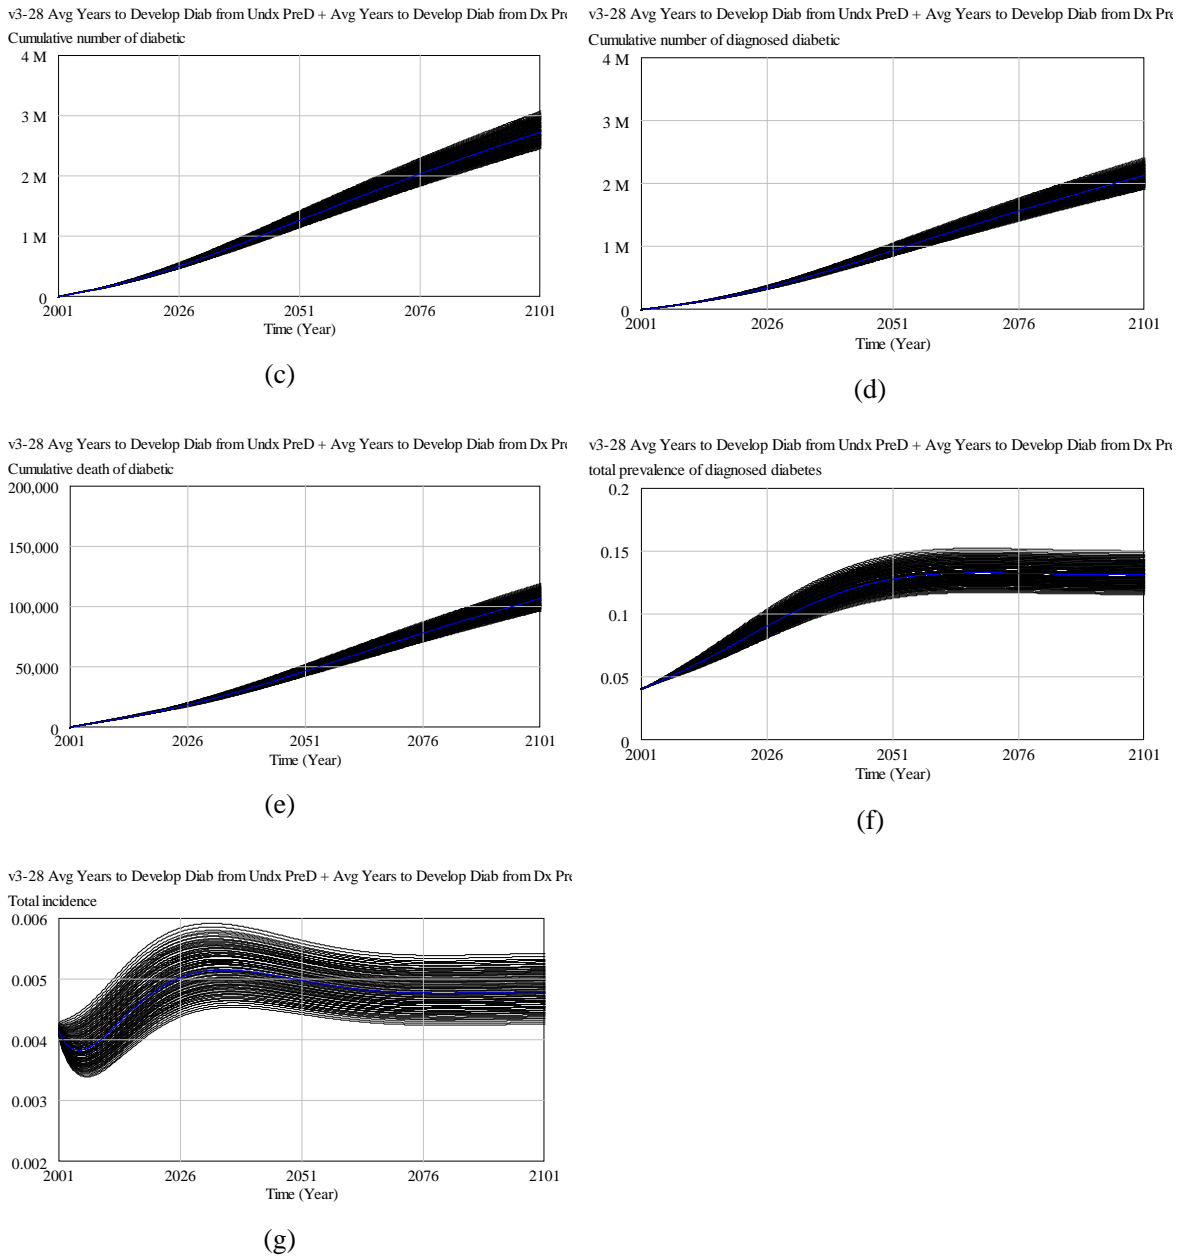 v3-28 Avg Years to Develop Diab from Undx PreD + Avg Years to Develop Diab from Dx Pre
Cumulative number of diabetic
4 M
3 M
2 M
1 M
0
2001 2026 2051 2076 2101
Time (Year)
(c)
v3-28 Avg Years to Develop Diab from Undx PreD + Avg Years to Develop Diab from Dx Pre
Cumulative number of diagnosed diabetic
4 M
3 M
2 M
1 M
0
2001 2026 2051 2076 2101
Time (Year)
(d)
v3-28 Avg Years to Develop Diab from Undx PreD + Avg Years to Develop Diab from Dx Pre
Cumulative death of diabetic
200,000
150,000
100,000
50,000
0
2001 2026 2051 2076 2101
Time (Year)
(e)
v3-28 Avg Years to Develop Diab from Undx PreD + Avg Years to Develop Diab from Dx Pre
total prevalence of diagnosed diabetes
0.2
0.15
0.1
0.05
0
2001 2026 2051 2076 2101
Time (Year)
(f)
v3-28 Avg Years to Develop Diab from Undx PreD + Avg Years to Develop Diab from Dx Pre
Total incidence
0.006
0.005
0.004
0.003
0.002
2001 2026 2051 2076 2101
Time (Year)
(g)